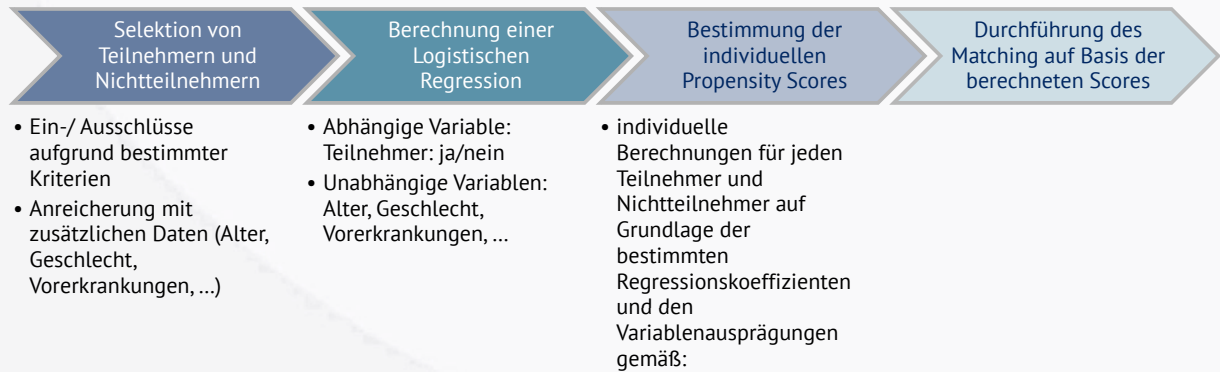 Selektion von
Teilnehmern und
Nichtteilnehmern
Berechnung einer
Logistischen
Regression
Bestimmung der
individuellen
Propensity Scores
Durchführung des
Matching auf Basis der
berechneten Scores
• Ein-/ Ausschlüsse
aufgrund bestimmter
Kriterien
• Anreicherung mit
zusätzlichen Daten (Alter,
Geschlecht,
Vorerkrankungen, ...)
• Abhängige Variable:
Teilnehmer: ja/nein
• Unabhängige Variablen:
Alter, Geschlecht,
Vorerkrankungen, ...
• individuelle
Berechnungen für jeden
Teilnehmer und
Nichtteilnehmer auf
Grundlage der
bestimmten
Regressionskoeffizienten
und den
Variablenausprägungen
gemäß: